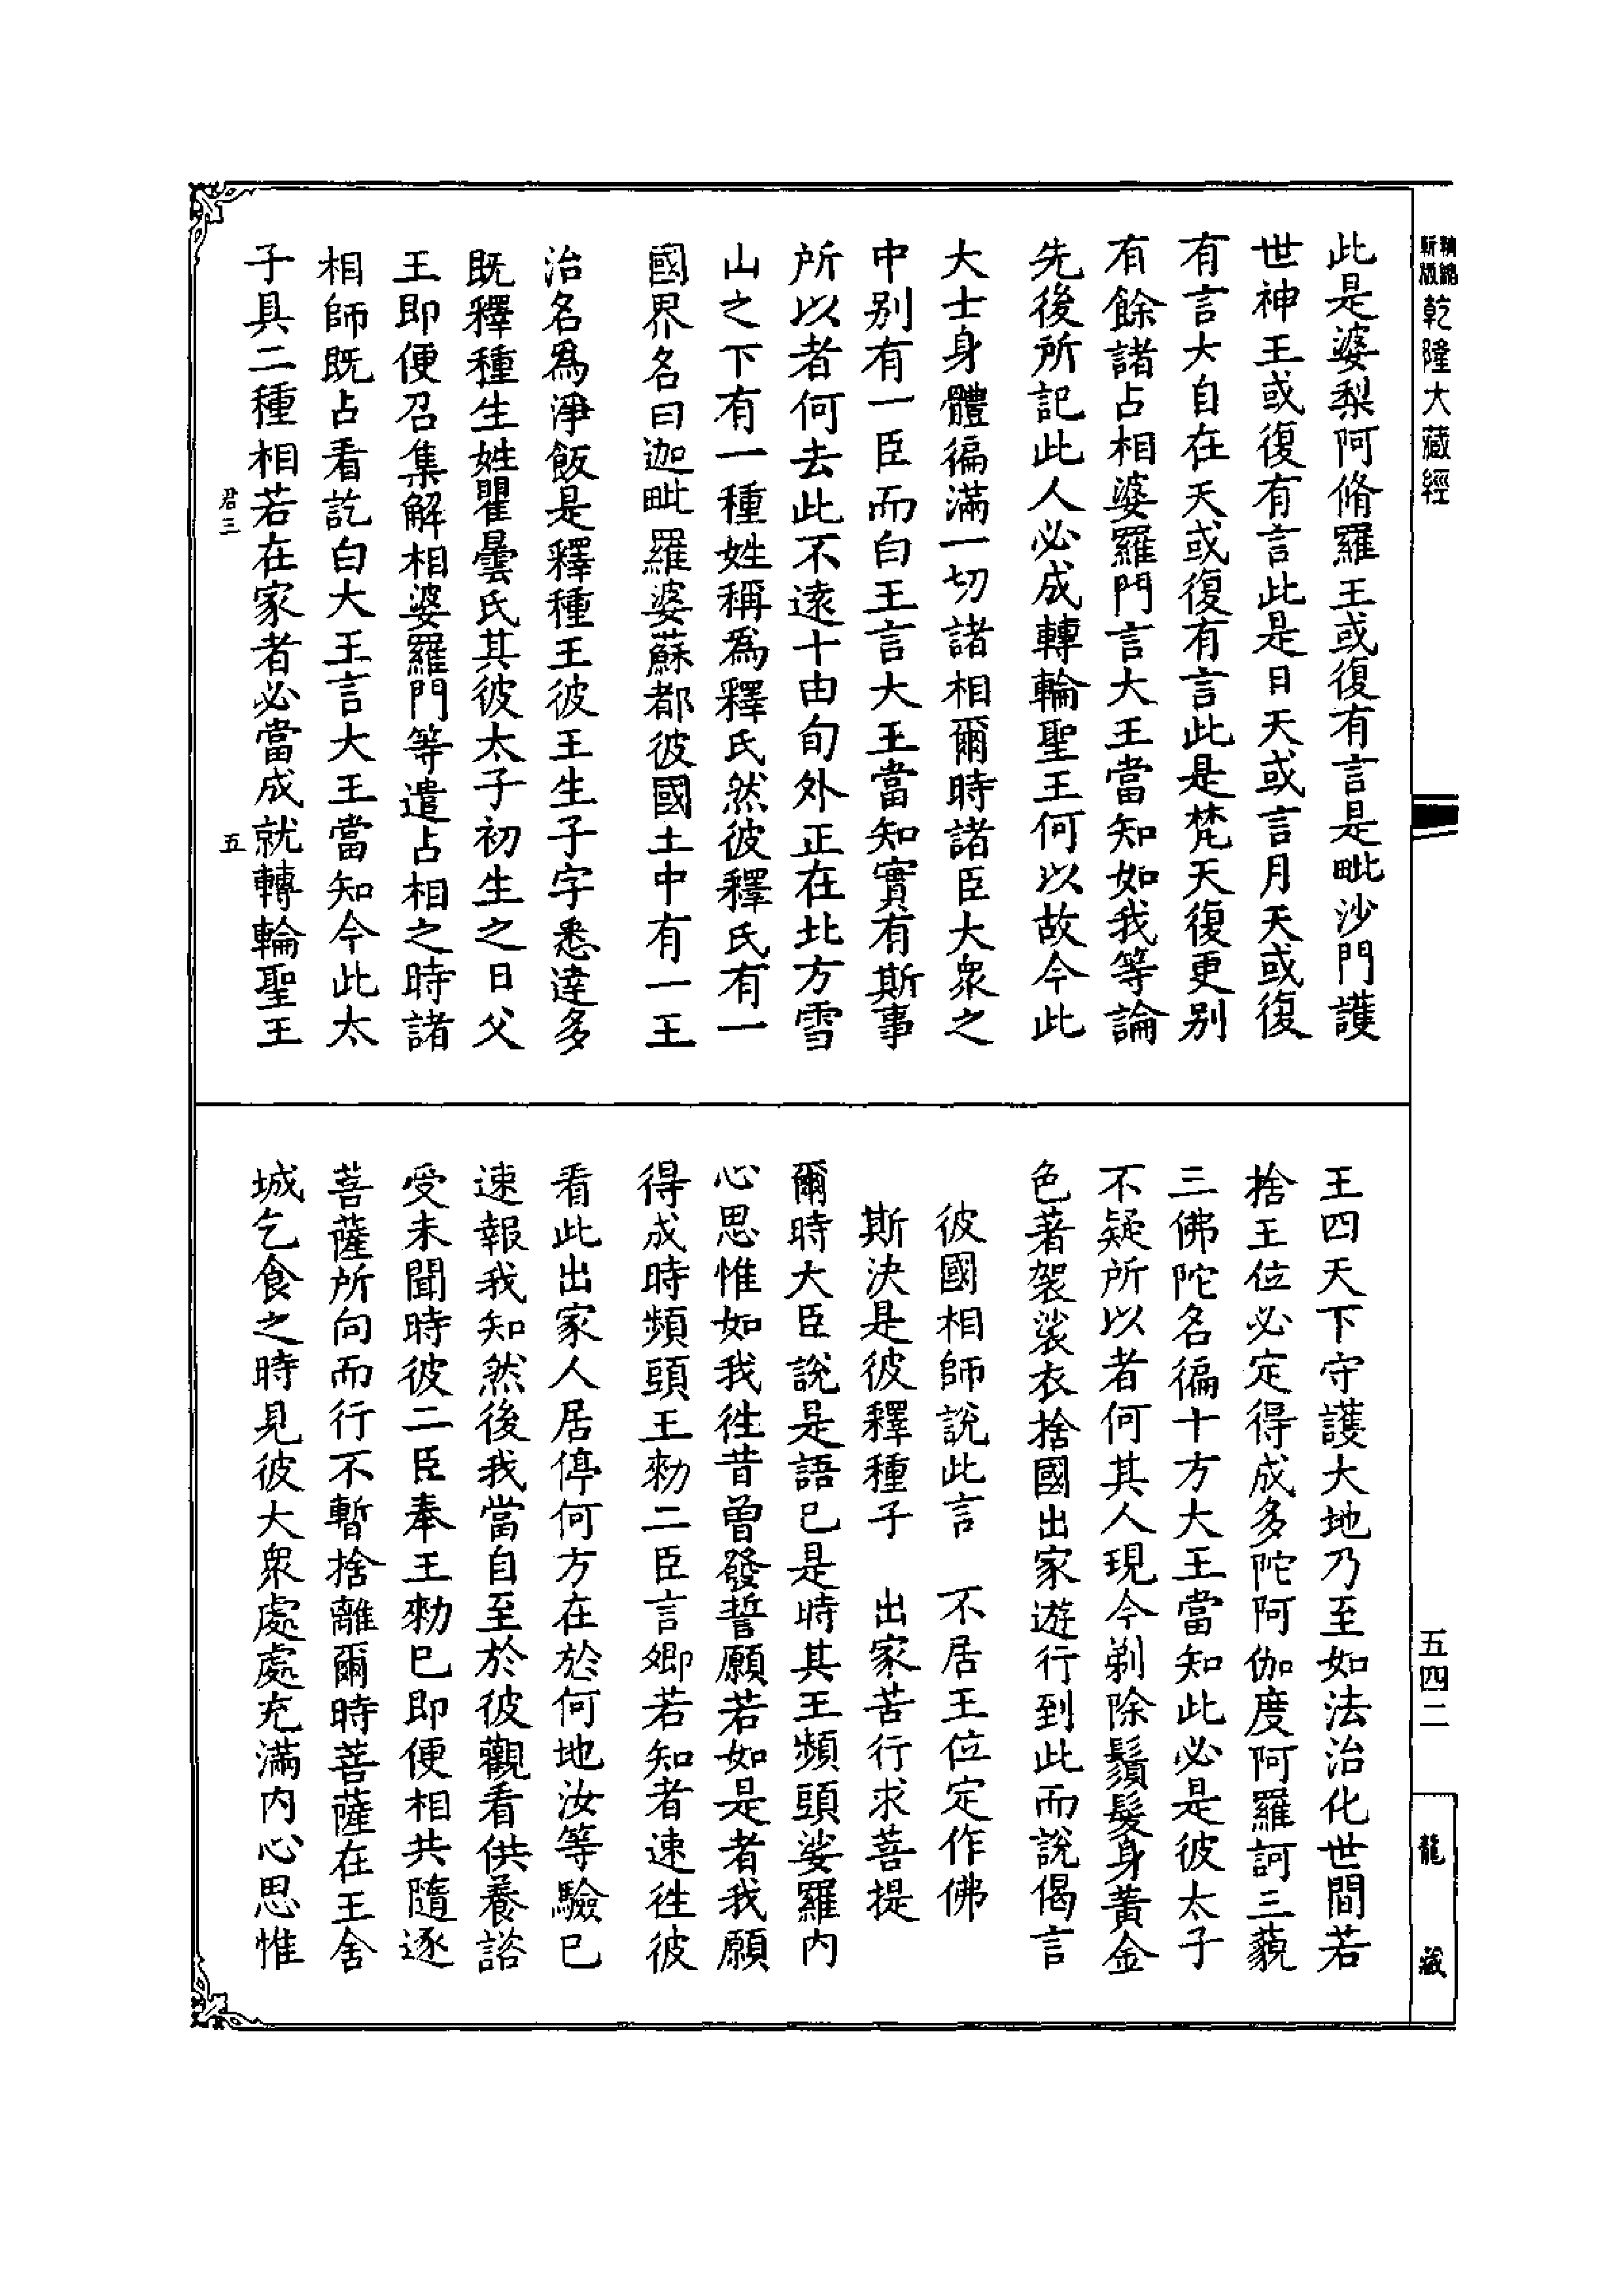 精編新版乾隆大藏經
此是婆梨阿脩羅王或復有言是毗沙門護
世神王或復有言此是日天或言月天或復
有言大自在天或復有言此是梵天復更別
有餘諸占相婆羅門言大王當知如我等論
先後所記此人必成轉輪聖王何以故今此
大士身體徧滿一切諸相爾時諸臣大衆之
中別有一臣而白王言大王當知實有斯事
所以者何去此不遠十由旬外正在北方雪
山之下有一種姓稱爲釋氏然彼釋氏有一
國界名曰迦毗羅婆蘇都彼國土中有一王
治名爲淨飯是釋種王彼王生子字悉達多
既釋種生姓瞿曇氏其彼太子初生之日父
王即便召集解相婆羅門等遣占相之時諸
相師既占看訖白大王言大王當知今此太
子具二種相若在家者必當成就轉輪聖王
君三
五
王四天下守護大地乃至如法治化世間若
捨王位必定得成多陀阿伽度阿羅訶三藐
三佛陀名徧十方大王當知此必是彼太子
不疑所以者何其人現今剃除鬚髮身黃金
色著袈裟衣捨國出家遊行到此而說偈言
彼國相師說此言　不居王位定作佛
斯決是彼釋種子　出家苦行求菩提
爾時大臣說是語已是時其王頻頭娑羅内
心思惟如我往昔曾發誓願若如是者我願
得成時頻頭王勑二臣言卿若知者速往彼
看此出家人居停何方在於何地汝等驗已
速報我知然後我當自至於彼觀看供養諮
受未聞時彼二臣奉王勑已即便相共隨逐
菩薩所向而行不暫捨離爾時菩薩在王舍
城乞食之時見彼大衆處處充滿内心思惟
五四二
龍藏